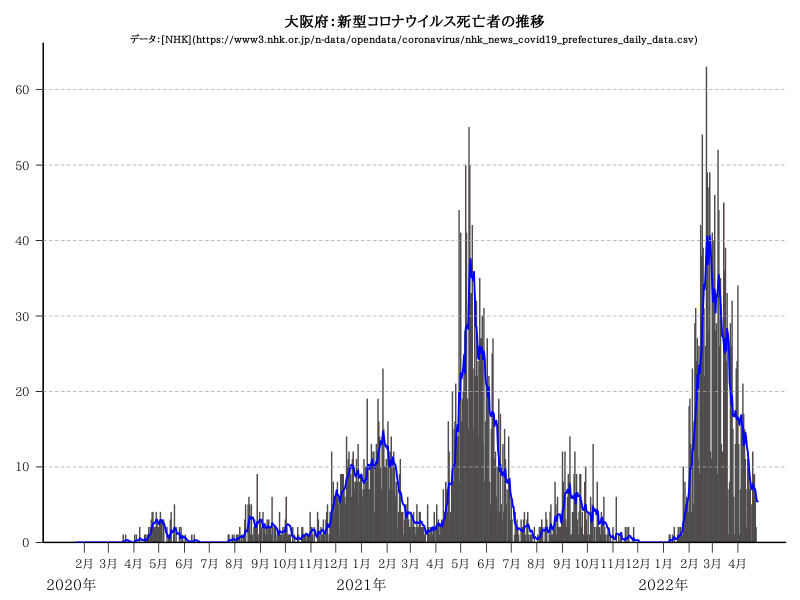 大阪府：新型コロナウイルス死亡者の推移
データ：[NHK](https://www3.nhk.or.jp/n-data/opendata/coronavirus/nhk_news_covid19_prefectures_daily_data.csv)
60
50
40
30
20
10
0
2月 3月 4月 5月 6月 7月 8月 9月 10月 11月 12月 1月 2月 3月 4月 5月 6月 7月 8月 9月 10月 11月 12月 1月 2月 3月 4月
2020年 2021年 2022年